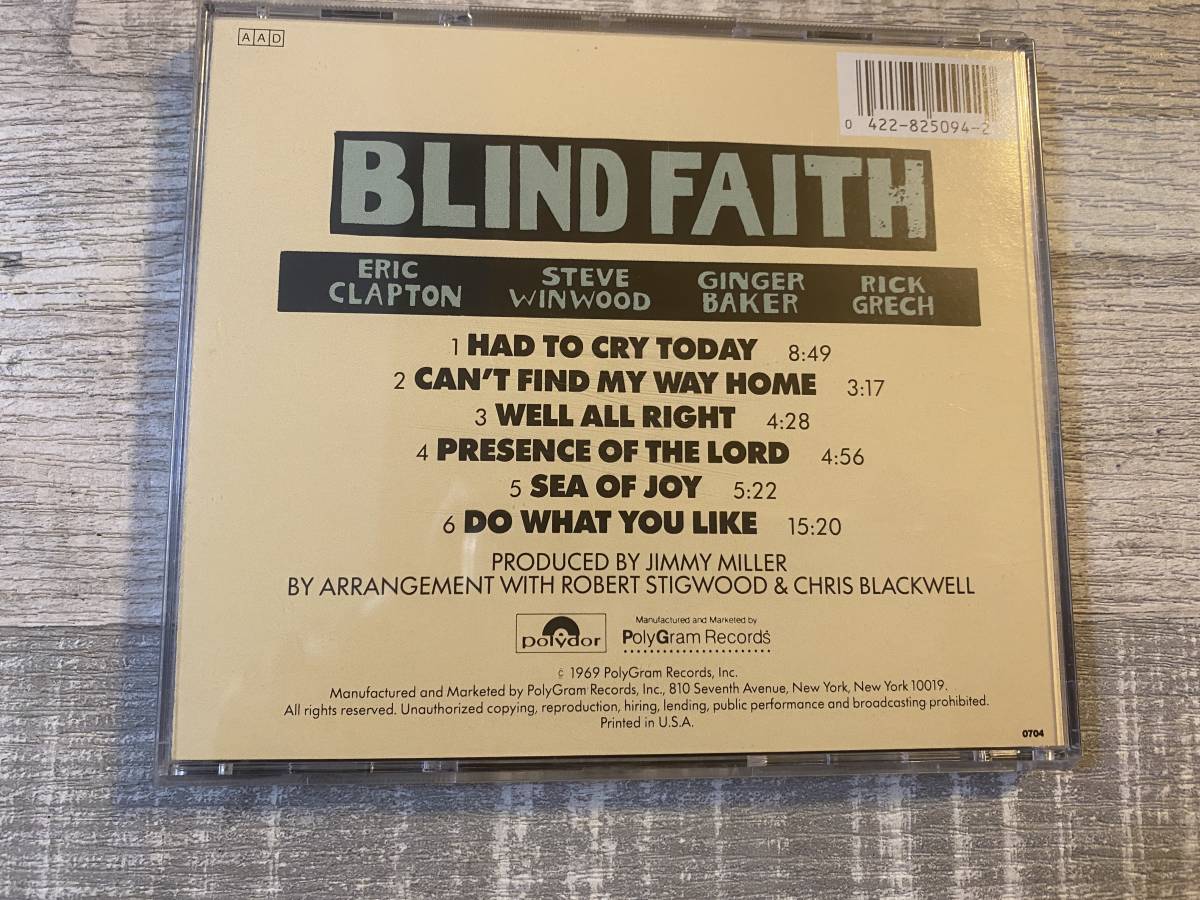 AAD
0 422-825094-2
BLIND FAITH
ERIC CLAPTON STEVE WINWOOD GINGER BAKER RICK GRECH
1 HAD TO CRY TODAY 8:49
2 CAN'T FIND MY WAY HOME 3:17
3 WELL ALL RIGHT 4:28
4 PRESENCE OF THE LORD 4:56
5 SEA OF JOY 5:22
6 DO WHAT YOU LIKE 15:20
PRODUCED BY JIMMY MILLER
BY ARRANGEMENT WITH ROBERT STIGWOOD & CHRIS BLACKWELL
polydor
Manufactured and Marketed by
PolyGram Records
© 1969 PolyGram Records, Inc.
Manufactured and Marketed by PolyGram Records, Inc., 810 Seventh Avenue, New York, New York 10019.
All rights reserved. Unauthorized copying, reproduction, hiring, lending, public performance and broadcasting prohibited.
Printed in U.S.A.
0704